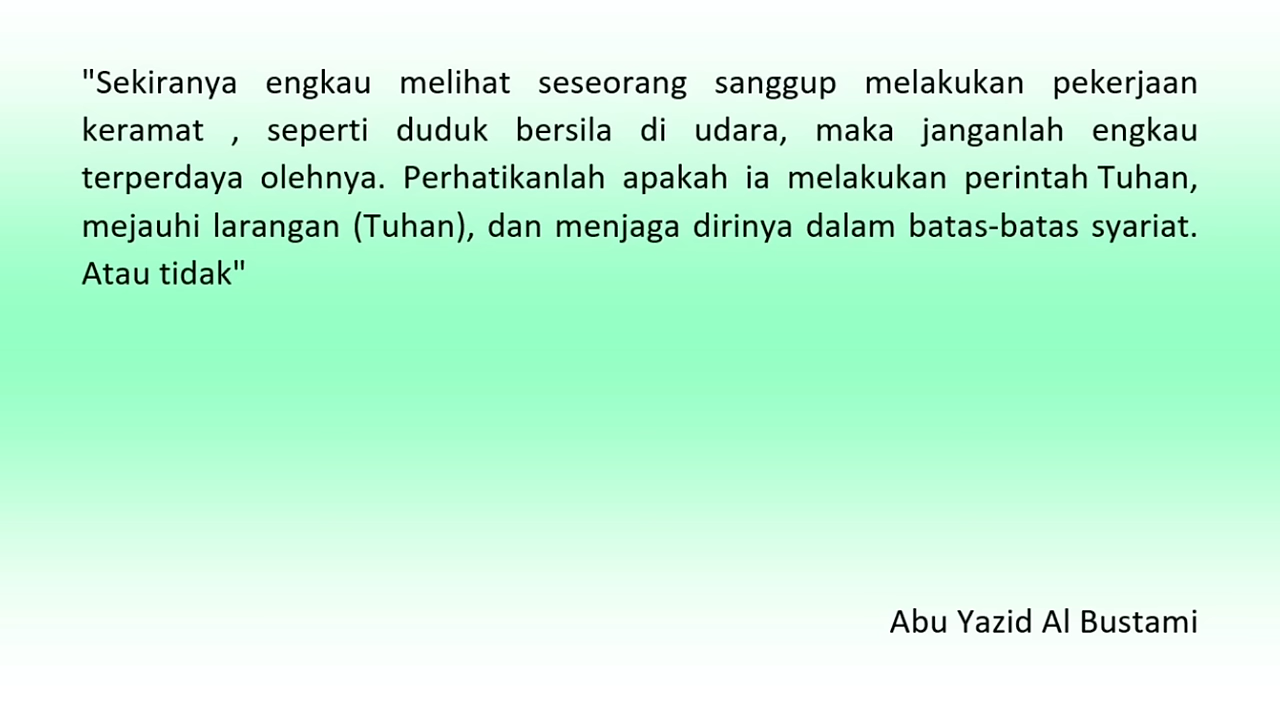 "Sekiranya engkau melihat seseorang sanggup melakukan pekerjaan
keramat , seperti duduk bersila di udara, maka janganlah engkau
terperdaya olehnya. Perhatikanlah apakah ia melakukan perintah Tuhan,
mejauhi larangan (Tuhan), dan menjaga dirinya dalam batas-batas syariat.
Atau tidak"
Abu Yazid Al Bustami